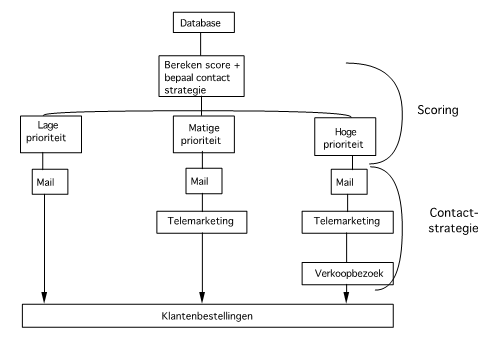 Database
Bereken score +
bepaal contact
strategie
Scoring
Lage
prioriteit
Matige
prioriteit
Hoge
prioriteit
Mail
Mail
Mail
Contact-
strategie
Telemarketing
Telemarketing
Verkoopbezoek
Klantenbestellingen